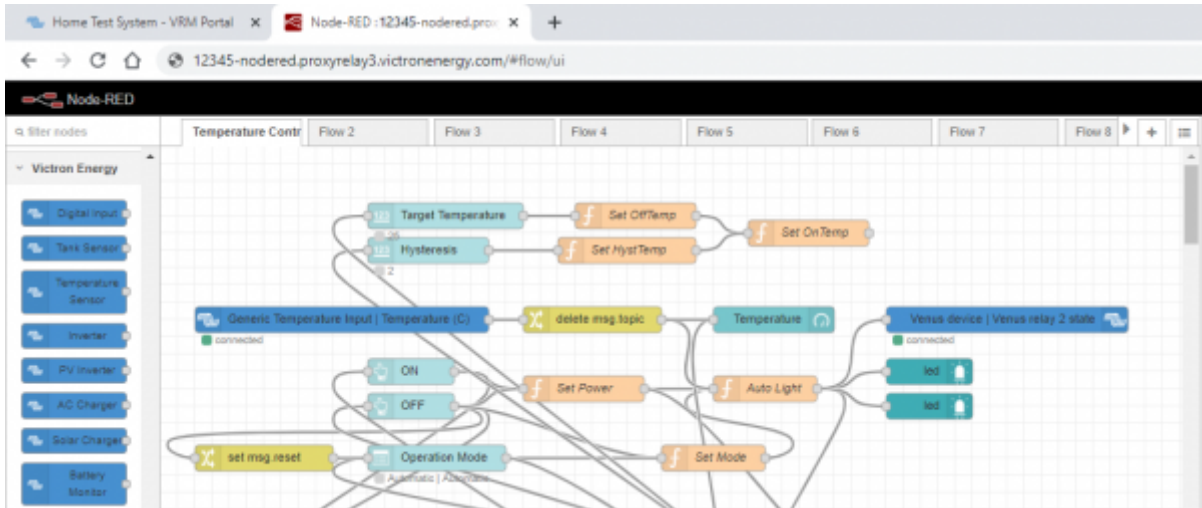 Home Test System - VRM Portal
Node-RED : 12345-nodered.prox
12345-nodered.proxyrelay3.victronenergy.com/#flow/ui
Node-RED
filter nodes
Temperature Contr
Flow 2
Flow 3
Flow 4
Flow 5
Flow 6
Flow 7
Flow 8
Victron Energy
Digital Input
Tank Sensor
Temperature
Sensor
Inverter
PV Inverter
AC Charger
Solar Charger
Battery
Monitor
Target Temperature
Set OffTemp
Hysteresis
Set HystTemp
2
Set OnTemp
Generic Temperature Input | Temperature (C)
connected
delete msg.topic
Temperature
Venus device | Venus relay 2 state
connected
ON
OFF
Set Power
Auto Light
led
led
set msg.reset
Operation Mode
Automatic | Automatic
Set Mode